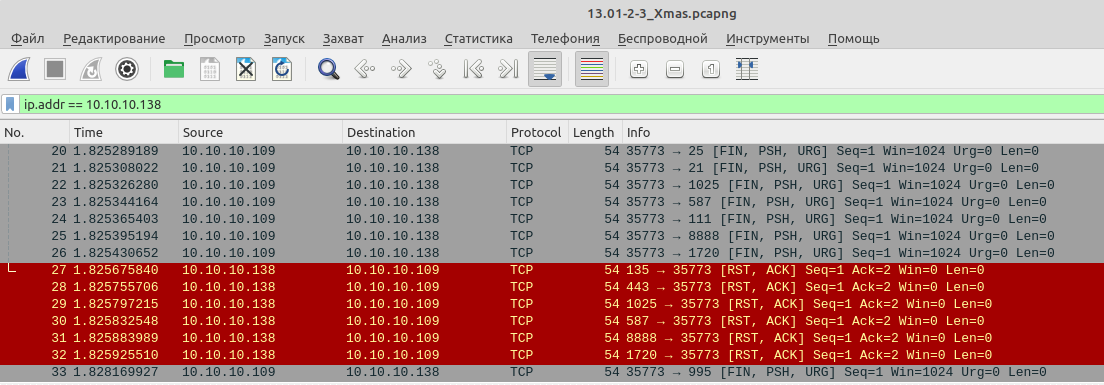 13.01-2-3_Xmas.pcapng
Файл Редактирование Просмотр Запуск Захват Анализ Статистика Телефония Беспроводной Инструменты Помощь
ip.addr == 10.10.10.138
No. Time Source Destination Protocol Length Info
20 1.825289189 10.10.10.109 10.10.10.138 TCP 54 35773 → 25 [FIN, PSH, URG] Seq=1 Win=1024 Urg=0 Len=0
21 1.825308022 10.10.10.109 10.10.10.138 TCP 54 35773 → 21 [FIN, PSH, URG] Seq=1 Win=1024 Urg=0 Len=0
22 1.825326280 10.10.10.109 10.10.10.138 TCP 54 35773 → 1025 [FIN, PSH, URG] Seq=1 Win=1024 Urg=0 Len=0
23 1.825344164 10.10.10.109 10.10.10.138 TCP 54 35773 → 587 [FIN, PSH, URG] Seq=1 Win=1024 Urg=0 Len=0
24 1.825365403 10.10.10.109 10.10.10.138 TCP 54 35773 → 111 [FIN, PSH, URG] Seq=1 Win=1024 Urg=0 Len=0
25 1.825395194 10.10.10.109 10.10.10.138 TCP 54 35773 → 8888 [FIN, PSH, URG] Seq=1 Win=1024 Urg=0 Len=0
26 1.825430652 10.10.10.109 10.10.10.138 TCP 54 35773 → 1720 [FIN, PSH, URG] Seq=1 Win=1024 Urg=0 Len=0
27 1.825675840 10.10.10.138 10.10.10.109 TCP 54 135 → 35773 [RST, ACK] Seq=1 Ack=2 Win=0 Len=0
28 1.825755706 10.10.10.138 10.10.10.109 TCP 54 443 → 35773 [RST, ACK] Seq=1 Ack=2 Win=0 Len=0
29 1.825797215 10.10.10.138 10.10.10.109 TCP 54 1025 → 35773 [RST, ACK] Seq=1 Ack=2 Win=0 Len=0
30 1.825832548 10.10.10.138 10.10.10.109 TCP 54 587 → 35773 [RST, ACK] Seq=1 Ack=2 Win=0 Len=0
31 1.825883989 10.10.10.138 10.10.10.109 TCP 54 8888 → 35773 [RST, ACK] Seq=1 Ack=2 Win=0 Len=0
32 1.825925510 10.10.10.138 10.10.10.109 TCP 54 1720 → 35773 [RST, ACK] Seq=1 Ack=2 Win=0 Len=0
33 1.828169927 10.10.10.109 10.10.10.138 TCP 54 35773 → 995 [FIN, PSH, URG] Seq=1 Win=1024 Urg=0 Len=0